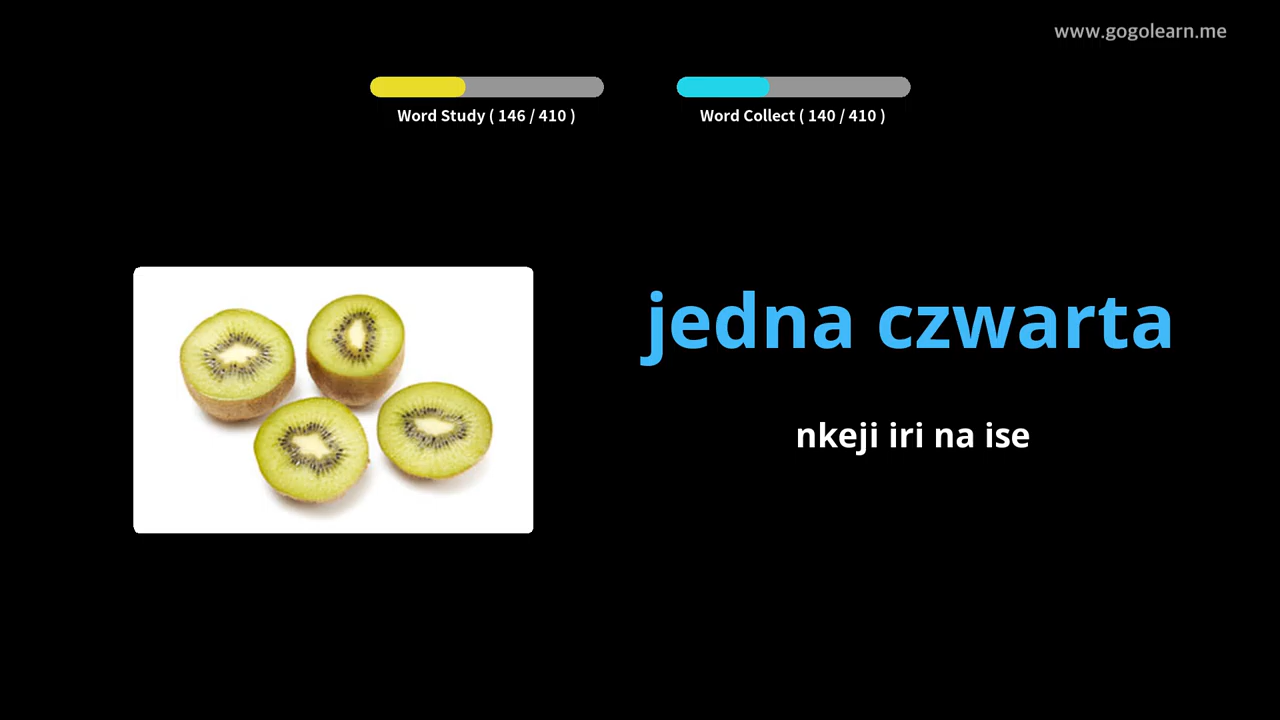 www.gogolearn.me
Word Study ( 146 / 410 )
Word Collect ( 140 / 410 )
jedna czwarta
nkeji iri na ise